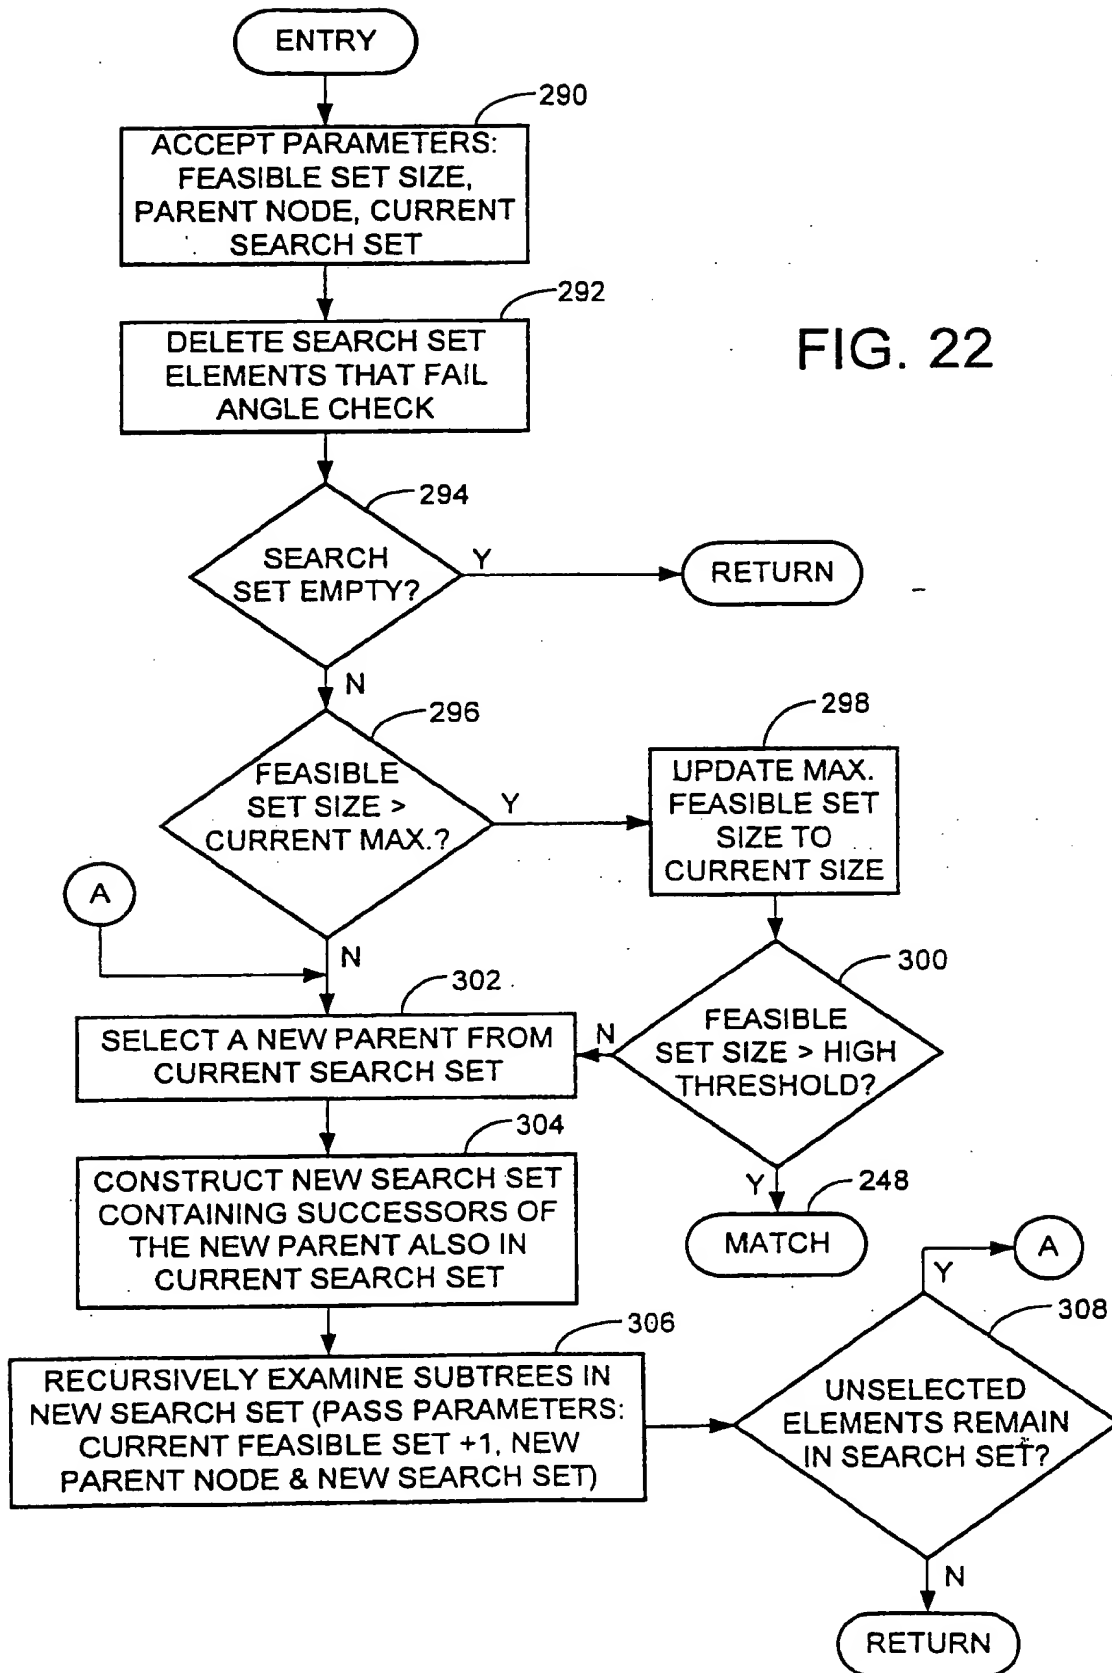 ENTRY
290
ACCEPT PARAMETERS:
FEASIBLE SET SIZE,
PARENT NODE, CURRENT
SEARCH SET
292
DELETE SEARCH SET
ELEMENTS THAT FAIL
ANGLE CHECK
FIG. 22
294
SEARCH
SET EMPTY?
Y
RETURN
N
296
FEASIBLE
SET SIZE >
CURRENT MAX.?
Y
298
UPDATE MAX.
FEASIBLE SET
SIZE TO
CURRENT SIZE
A
N
300
FEASIBLE
SET SIZE > HIGH
THRESHOLD?
N
302
SELECT A NEW PARENT FROM
CURRENT SEARCH SET
Y
248
MATCH
304
CONSTRUCT NEW SEARCH SET
CONTAINING SUCCESSORS OF
THE NEW PARENT ALSO IN
CURRENT SEARCH SET
306
RECURSIVELY EXAMINE SUBTREES IN
NEW SEARCH SET (PASS PARAMETERS:
CURRENT FEASIBLE SET +1, NEW
PARENT NODE & NEW SEARCH SET)
A
Y
308
UNSELECTED
ELEMENTS REMAIN
IN SEARCH SET?
N
RETURN